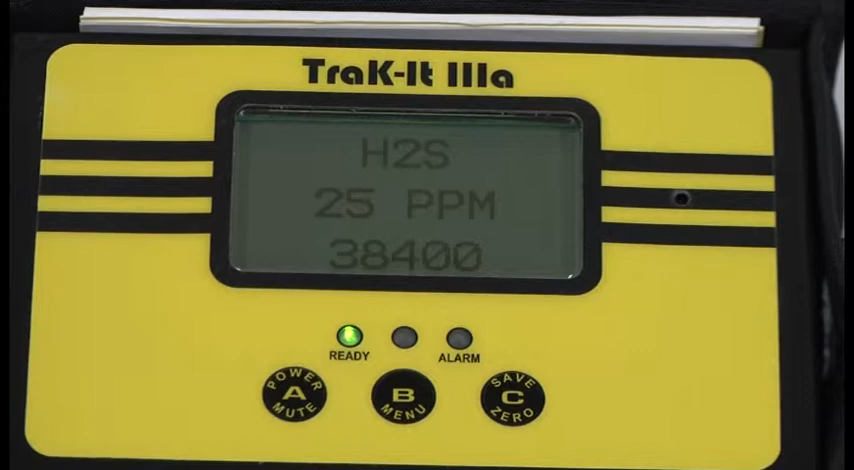 TraK-It IIIa
H2S
25 PPM
38400
READY
ALARM
POWER
A
MUTE
B
MENU
SAVE
C
ZERO